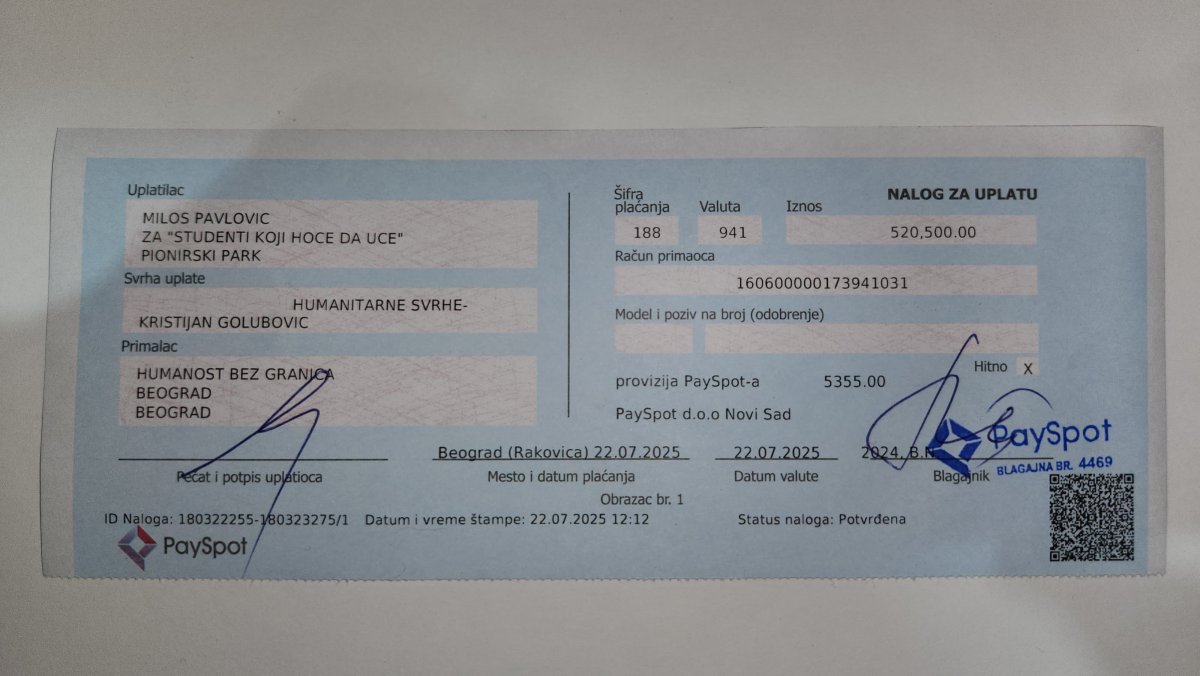 Uplatilac
MILOS PAVLOVIC
ZA "STUDENTI KOJI HOCE DA UCE"
PIONIRSKI PARK
Svrha uplate
HUMANITARNE SVRHE-
KRISTIJAN GOLUBOVIC
Primalac
HUMANOST BEZ GRANICA
BEOGRAD
BEOGRAD
NALOG ZA UPLATU
Šifra plaćanja
Valuta
Iznos
188
941
520,500.00
Račun primaoca
160600000173941031
Model i poziv na broj (odobrenje)
Hitno X
provizija PaySpot-a 5355.00
PaySpot d.o.o Novi Sad
PaySpot
BLAGAJNA BR. 4469
Beograd (Rakovica) 22.07.2025
22.07.2025
2024, B.N
Pečat i potpis uplatioca
Mesto i datum plaćanja
Datum valute
Blagajnik
Obrazac br. 1
ID Naloga: 180322255-180323275/1 Datum i vreme štampe: 22.07.2025 12:12 Status naloga: Potvrđena
PaySpot